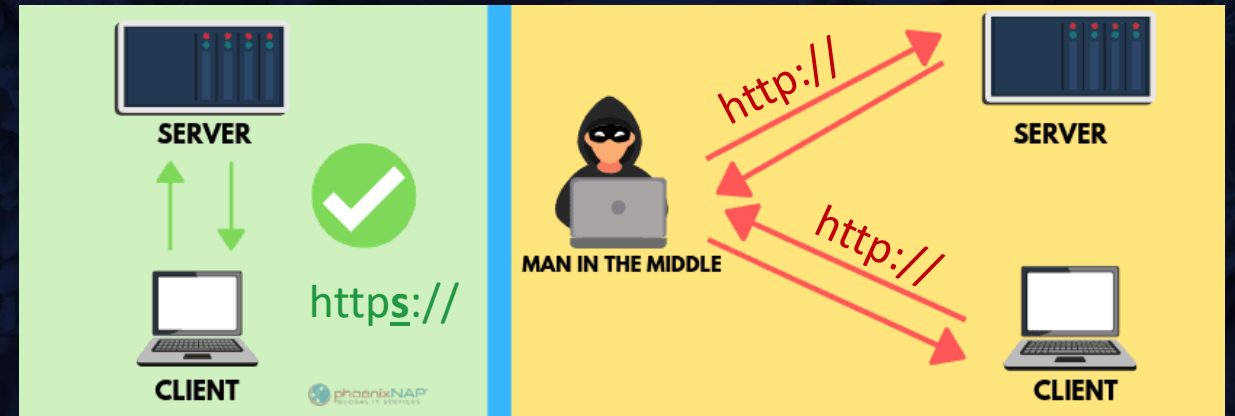 SERVER
https://
CLIENT
phoenixNAP
GLOBAL IT SERVICES
http://
SERVER
MAN IN THE MIDDLE
http://
CLIENT